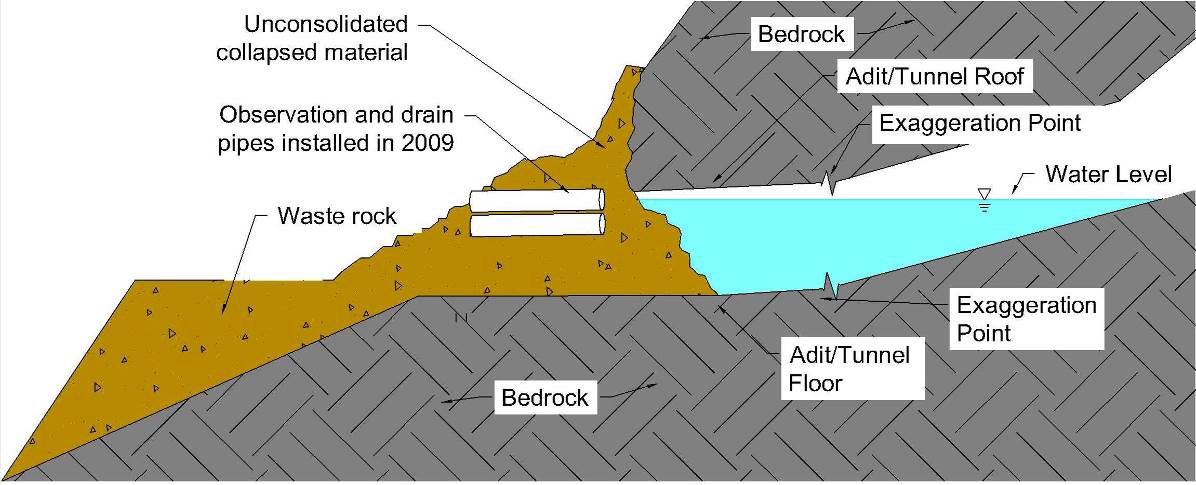 Unconsolidated
collapsed material
Bedrock
Adit/Tunnel Roof
Observation and drain
pipes installed in 2009
Exaggeration Point
Water Level
Waste rock
Exaggeration
Point
Adit/Tunnel
Floor
Bedrock